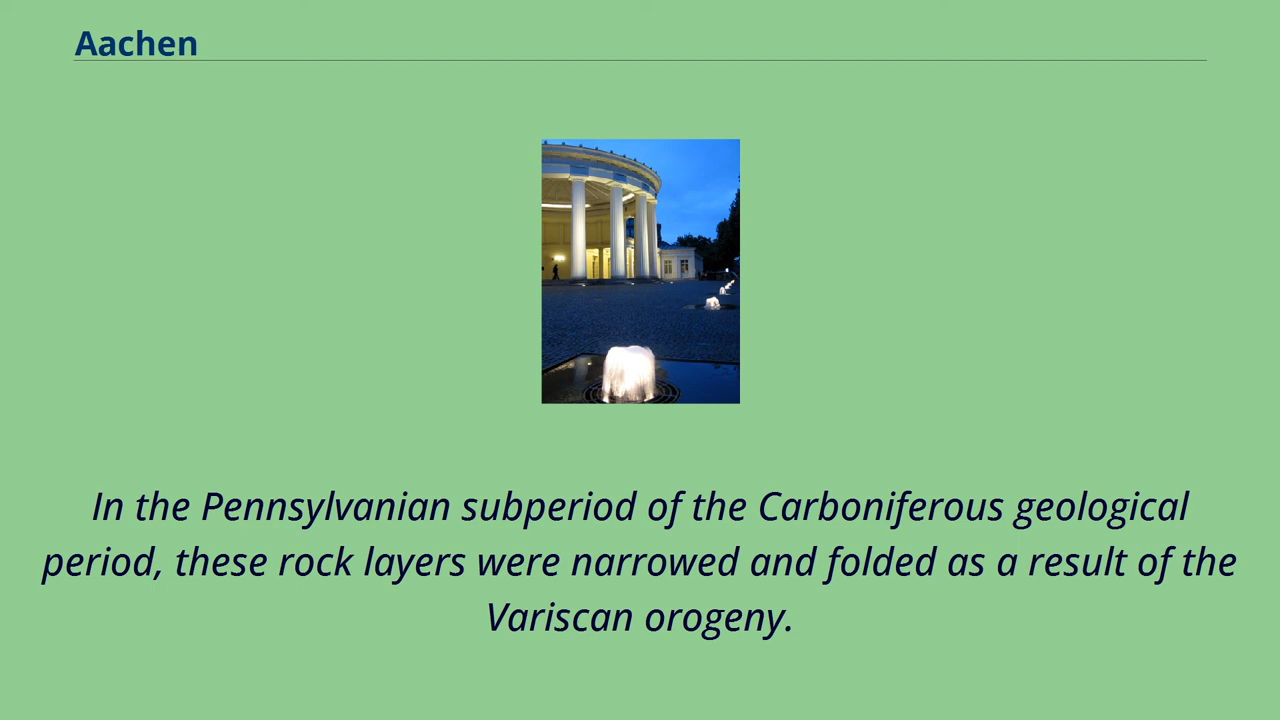 Aachen
In the Pennsylvanian subperiod of the Carboniferous geological
period, these rock layers were narrowed and folded as a result of the
Variscan orogeny.